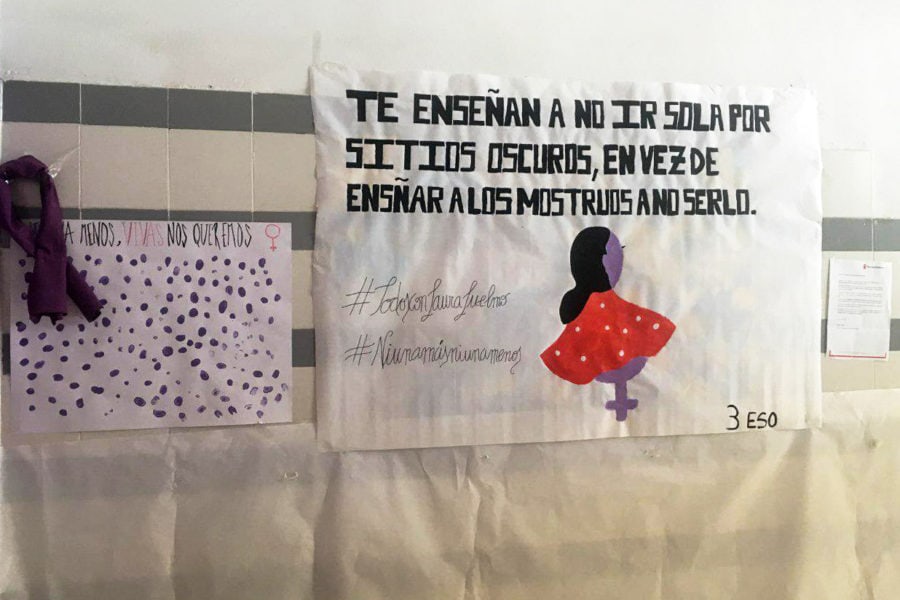 A MENOS, VIVAS NOS QUEREMOS
TE ENSEÑAN A NO IR SOLA POR
SITIOS OSCUROS, EN VEZ DE
ENSÑAR A LOS MOSTRUOS A NO SERLO.
#TodoxonLauraLuelmo
#Niunamásniunamenos
3 ESO